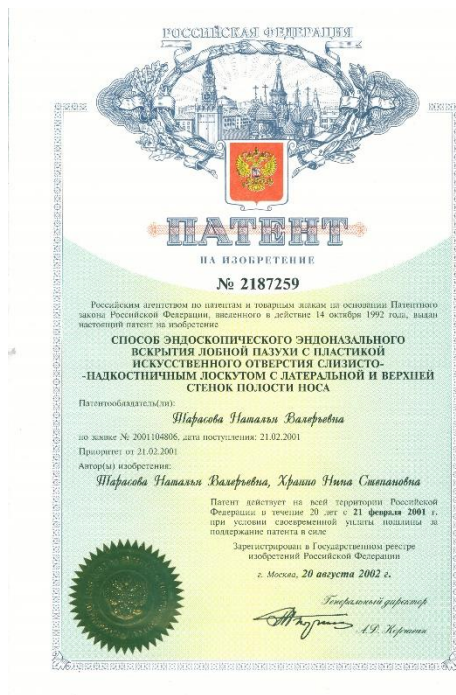 РОССИЙСКАЯ ФЕДЕРАЦИЯ
ПАТЕНТ
НА ИЗОБРЕТЕНИЕ
№ 2187259
Российским агентством по патентам и товарным знакам на основании Патентного
закона Российской Федерации, введенного в действие 14 октября 1992 года, выдан
настоящий патент на изобретение
СПОСОБ ЭНДОСКОПИЧЕСКОГО ЭНДОНАЗАЛЬНОГО
ВСКРЫТИЯ ЛОБНОЙ ПАЗУХИ С ПЛАСТИКОЙ
ИСКУССТВЕННОГО ОТВЕРСТИЯ СЛИЗИСТО-
-НАДКОСТНИЧНЫМ ЛОСКУТОМ С ЛАТЕРАЛЬНОЙ И ВЕРХНЕЙ
СТЕНОК ПОЛОСТИ НОСА
Патентообладатель(ли):
Тарасова Наталья Валерьевна
по заявке № 2001104806, дата поступления: 21.02.2001
Приоритет от 21.02.2001
Автор(ы) изобретения:
Тарасова Наталья Валерьевна, Храппо Нина Степановна
Патент действует на всей территории Российской
Федерации в течение 20 лет с 21 февраля 2001 г.
при условии своевременной уплаты пошлины за
поддержание патента в силе
Зарегистрирован в Государственном реестре
изобретений Российской Федерации
г. Москва, 20 августа 2002 г.
Генеральный директор
А.Д. Корчагин